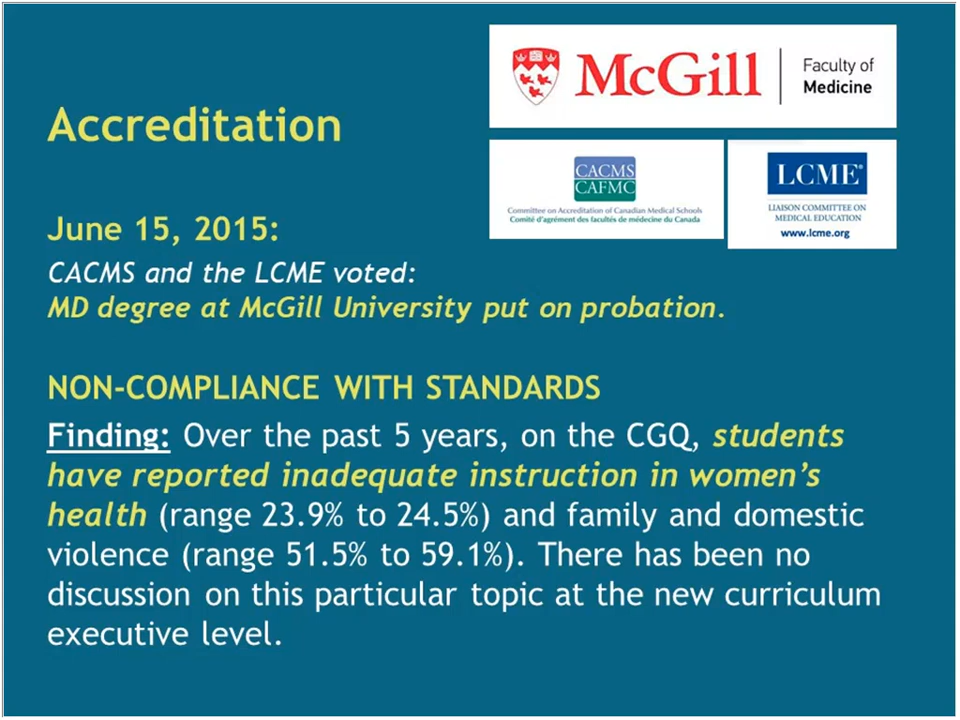 Accreditation
McGill
Faculty of
Medicine
CACMS
CAFMC
Committee on Accreditation of Canadian Medical Schools
Comité d'agrément des facultés de médecine du Canada
LCME®
LIAISON COMMITTEE ON
MEDICAL EDUCATION
www.lcme.org
June 15, 2015:
CACMS and the LCME voted:
MD degree at McGill University put on probation.
NON-COMPLIANCE WITH STANDARDS
Finding: Over the past 5 years, on the CGQ, students
have reported inadequate instruction in women’s
health (range 23.9% to 24.5%) and family and domestic
violence (range 51.5% to 59.1%). There has been no
discussion on this particular topic at the new curriculum
executive level.